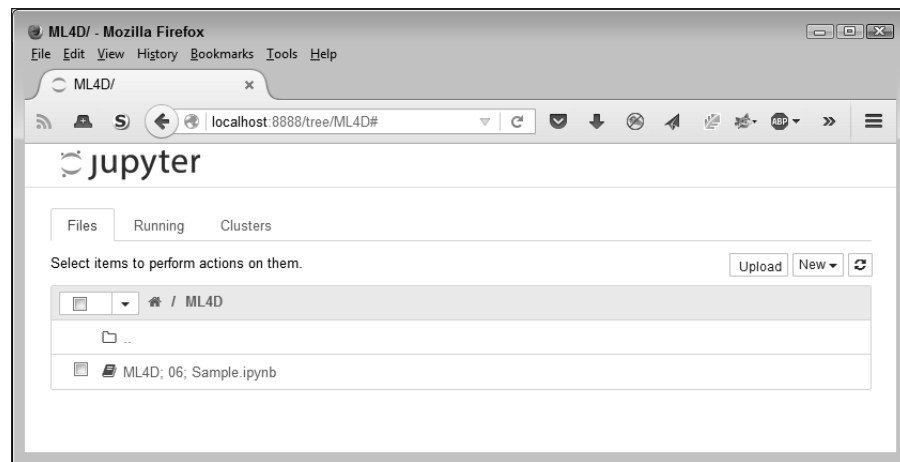 ML4D/ - Mozilla Firefox
File Edit View History Bookmarks Tools Help
ML4D/
S localhost:8888/tree/ML4D# ABP
jupyter
Files Running Clusters
Select items to perform actions on them.
Upload New
/ ML4D
..
ML4D; 06; Sample.ipynb